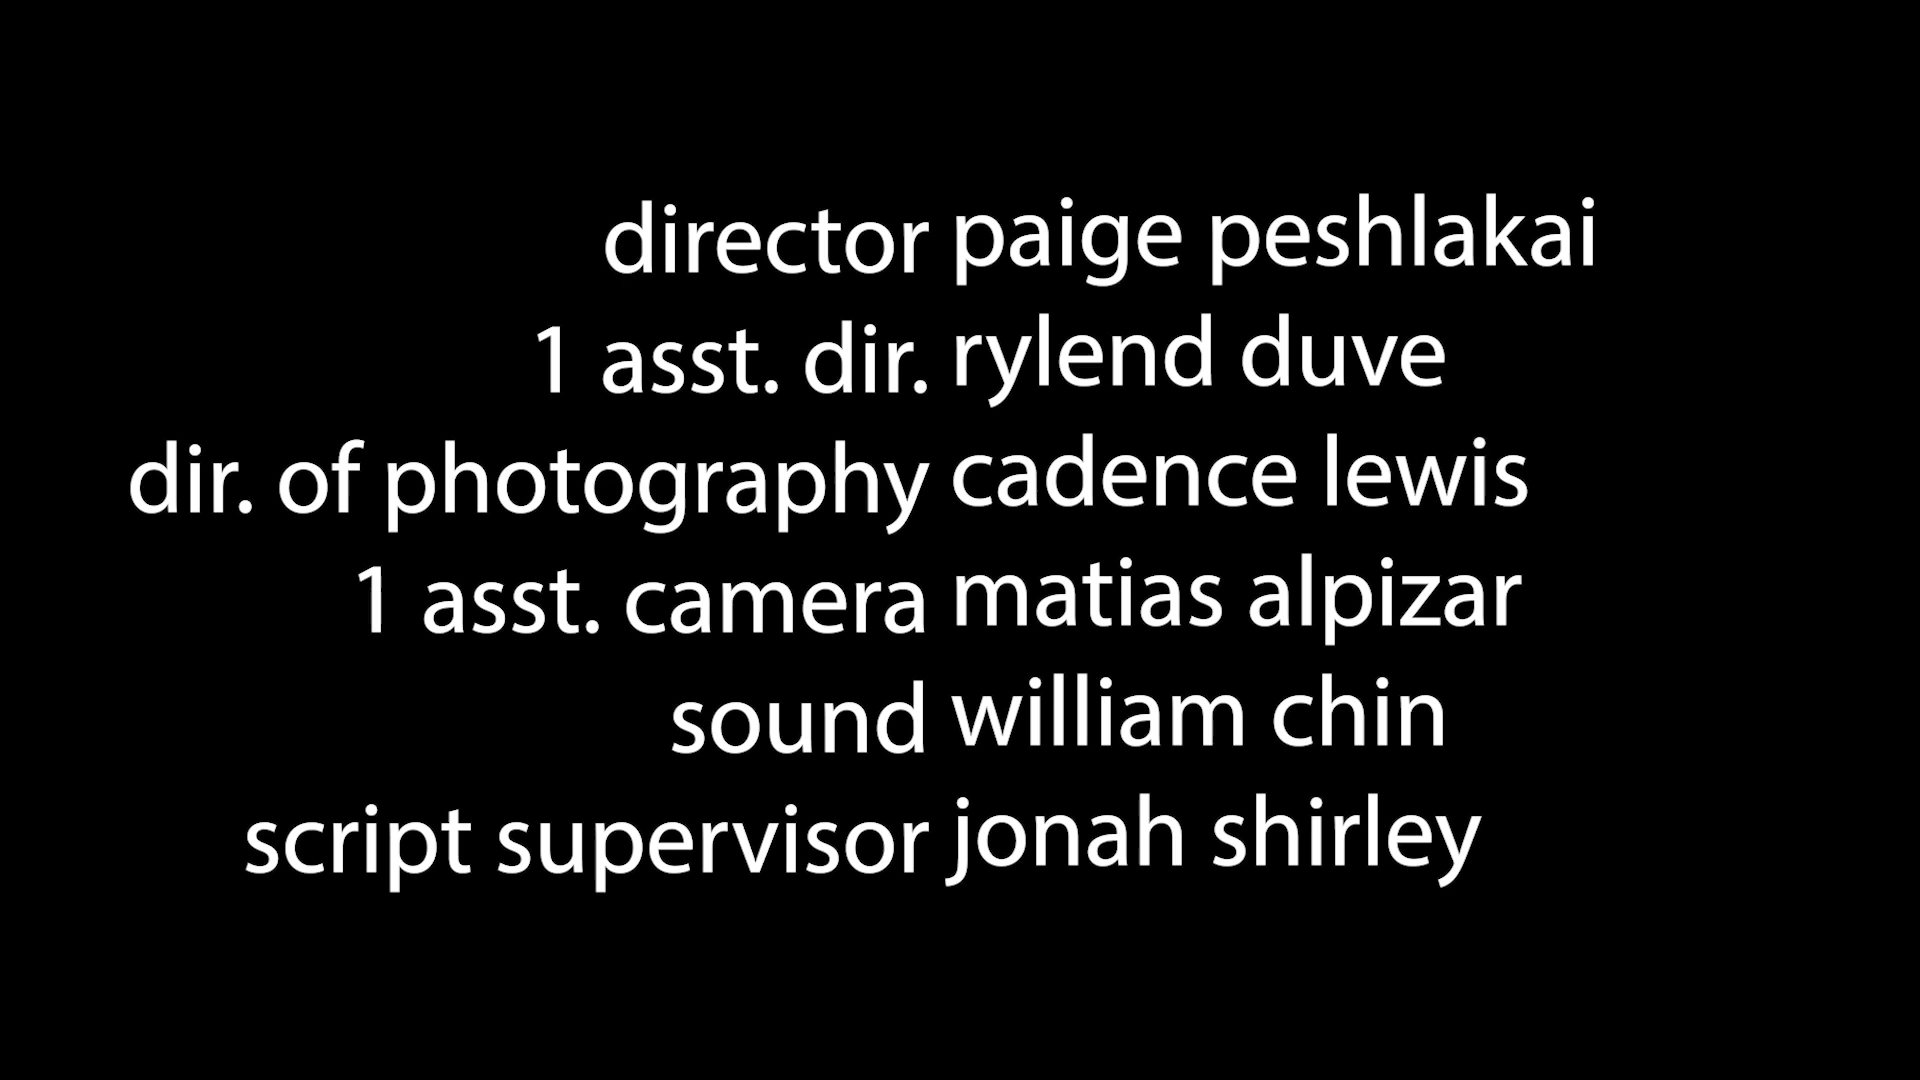 director paige peshlakai
1 asst. dir. rylend duve
dir. of photography cadence lewis
1 asst. camera matias alpizar
sound william chin
script supervisor jonah shirley